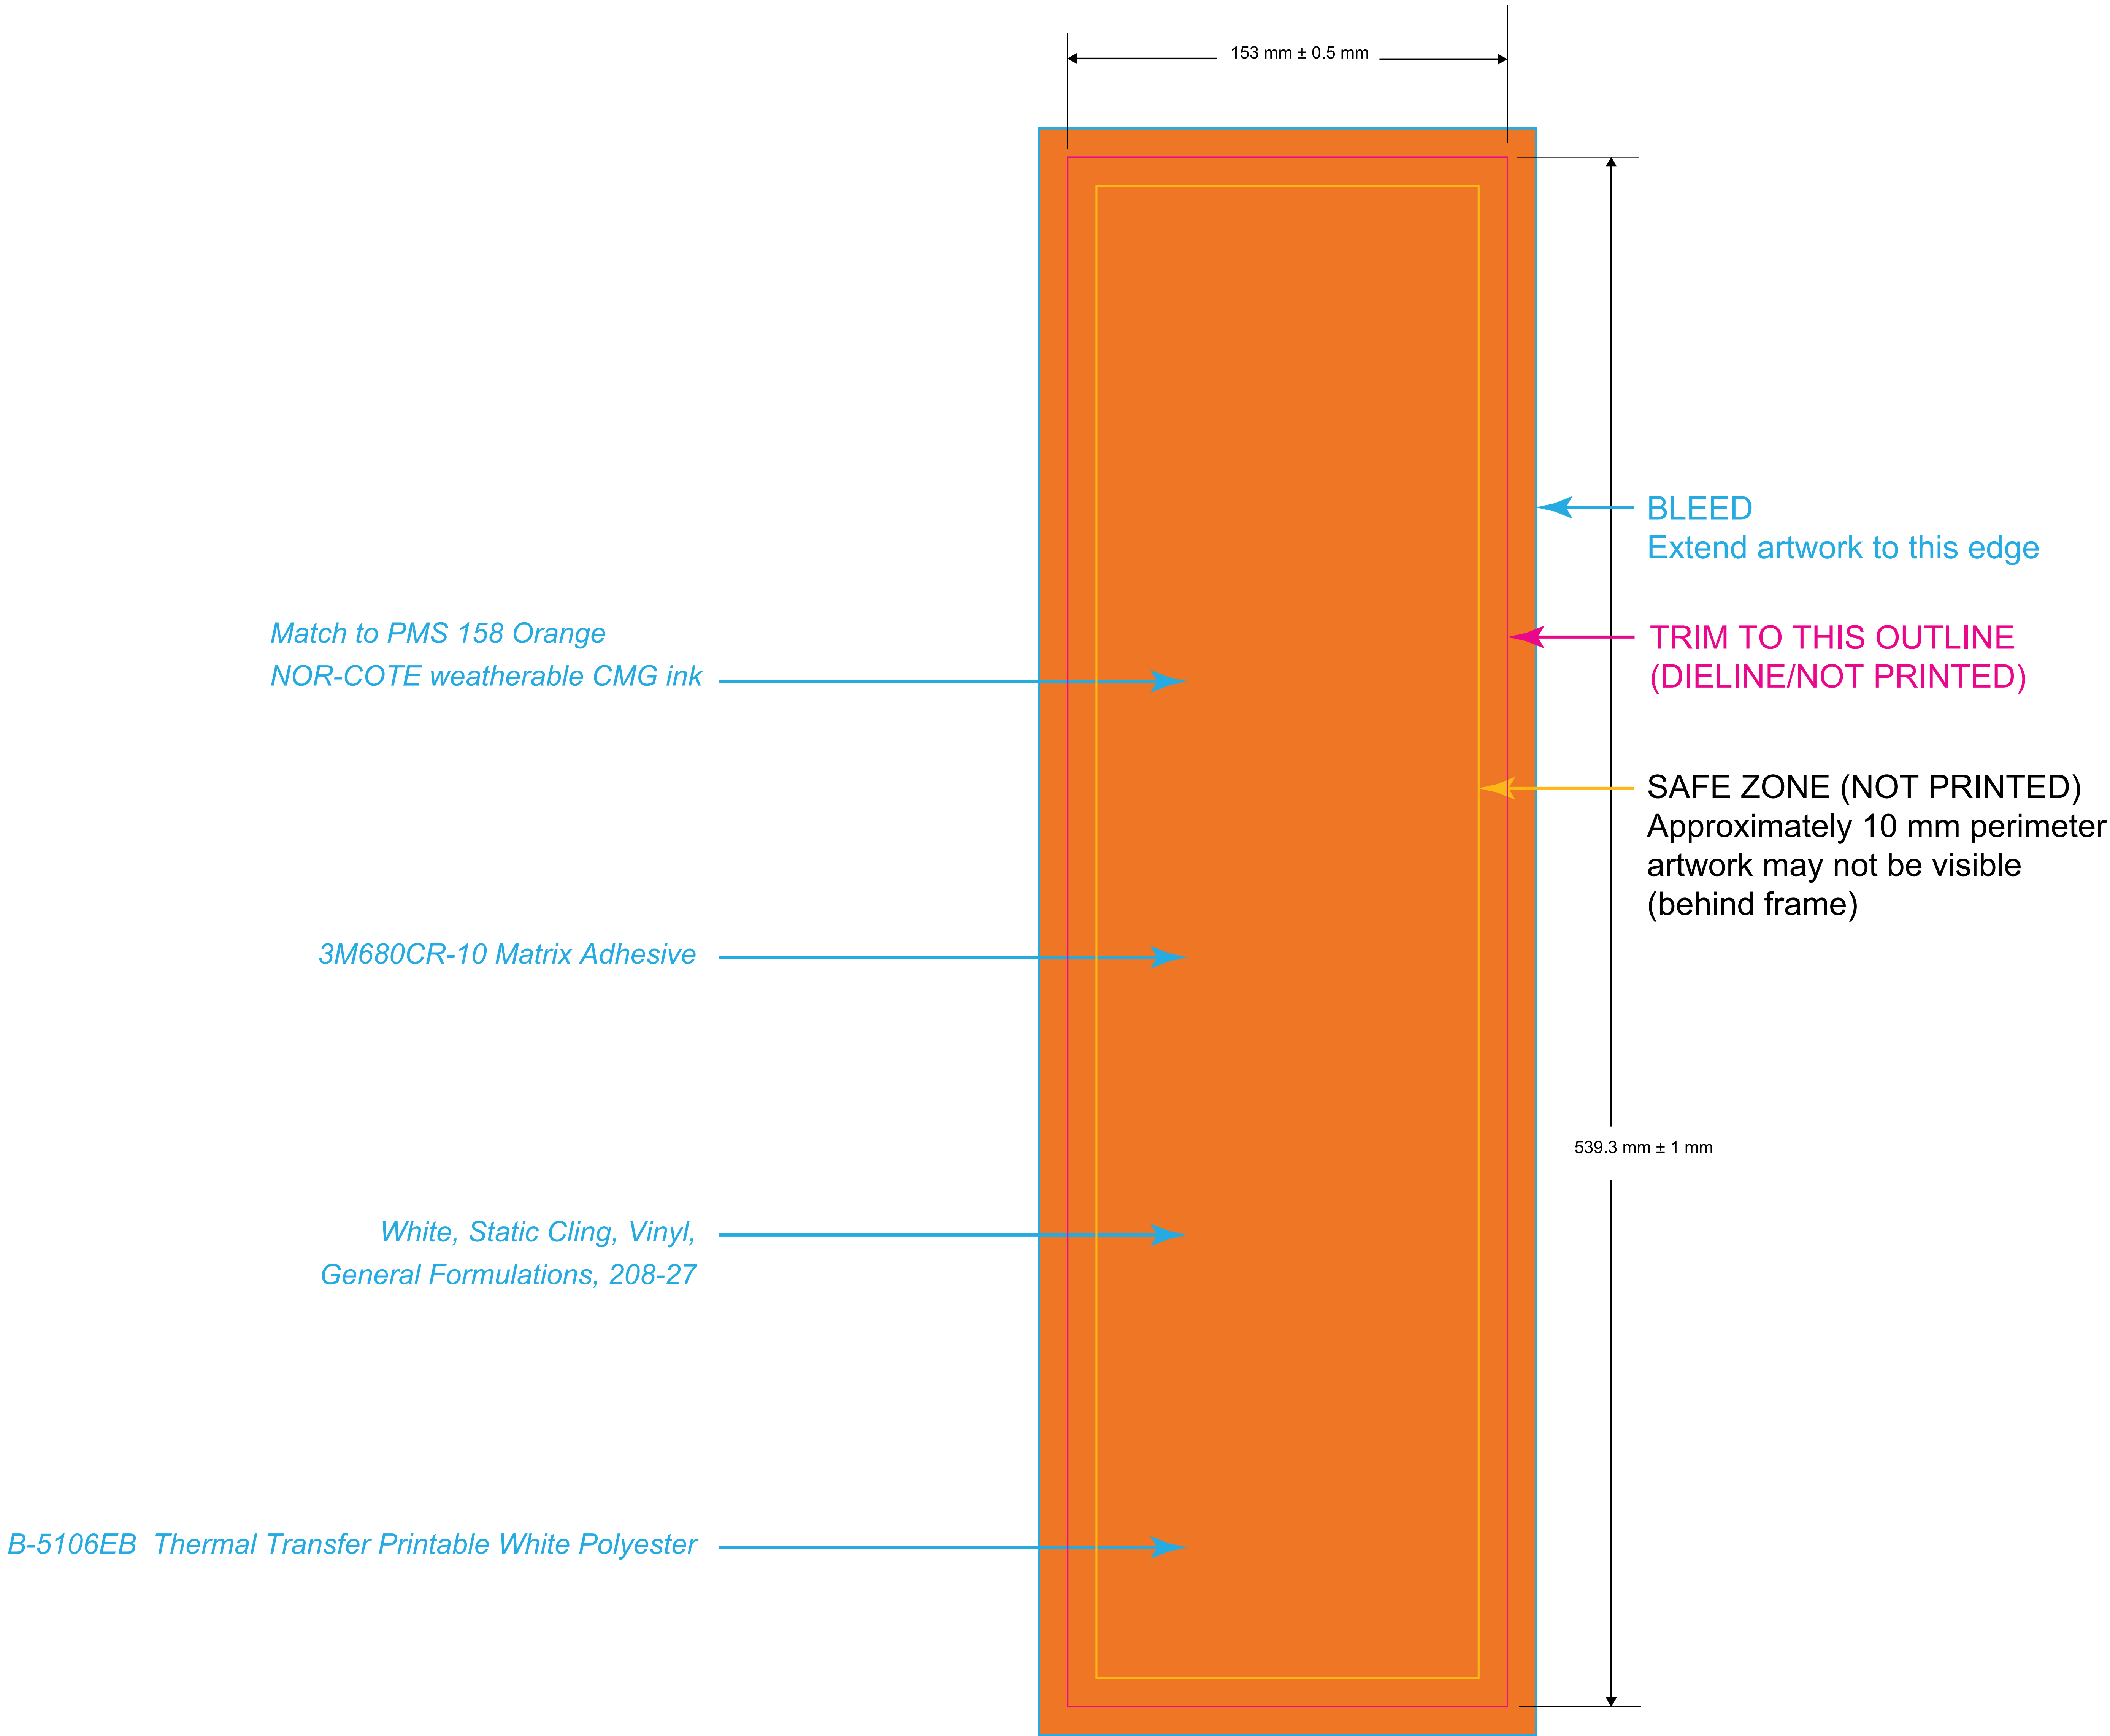 153 mm ± 0.5 mm
BLEED
Extend artwork to this edge
Match to PMS 158 Orange
NOR-COTE weatherable CMG ink
TRIM TO THIS OUTLINE
(DIELINE/NOT PRINTED)
SAFE ZONE (NOT PRINTED)
Approximately 10 mm perimeter
artwork may not be visible
(behind frame)
3M680CR-10 Matrix Adhesive
539.3 mm ± 1 mm
White, Static Cling, Vinyl,
General Formulations, 208-27
B-5106EB  Thermal Transfer Printable White Polyester